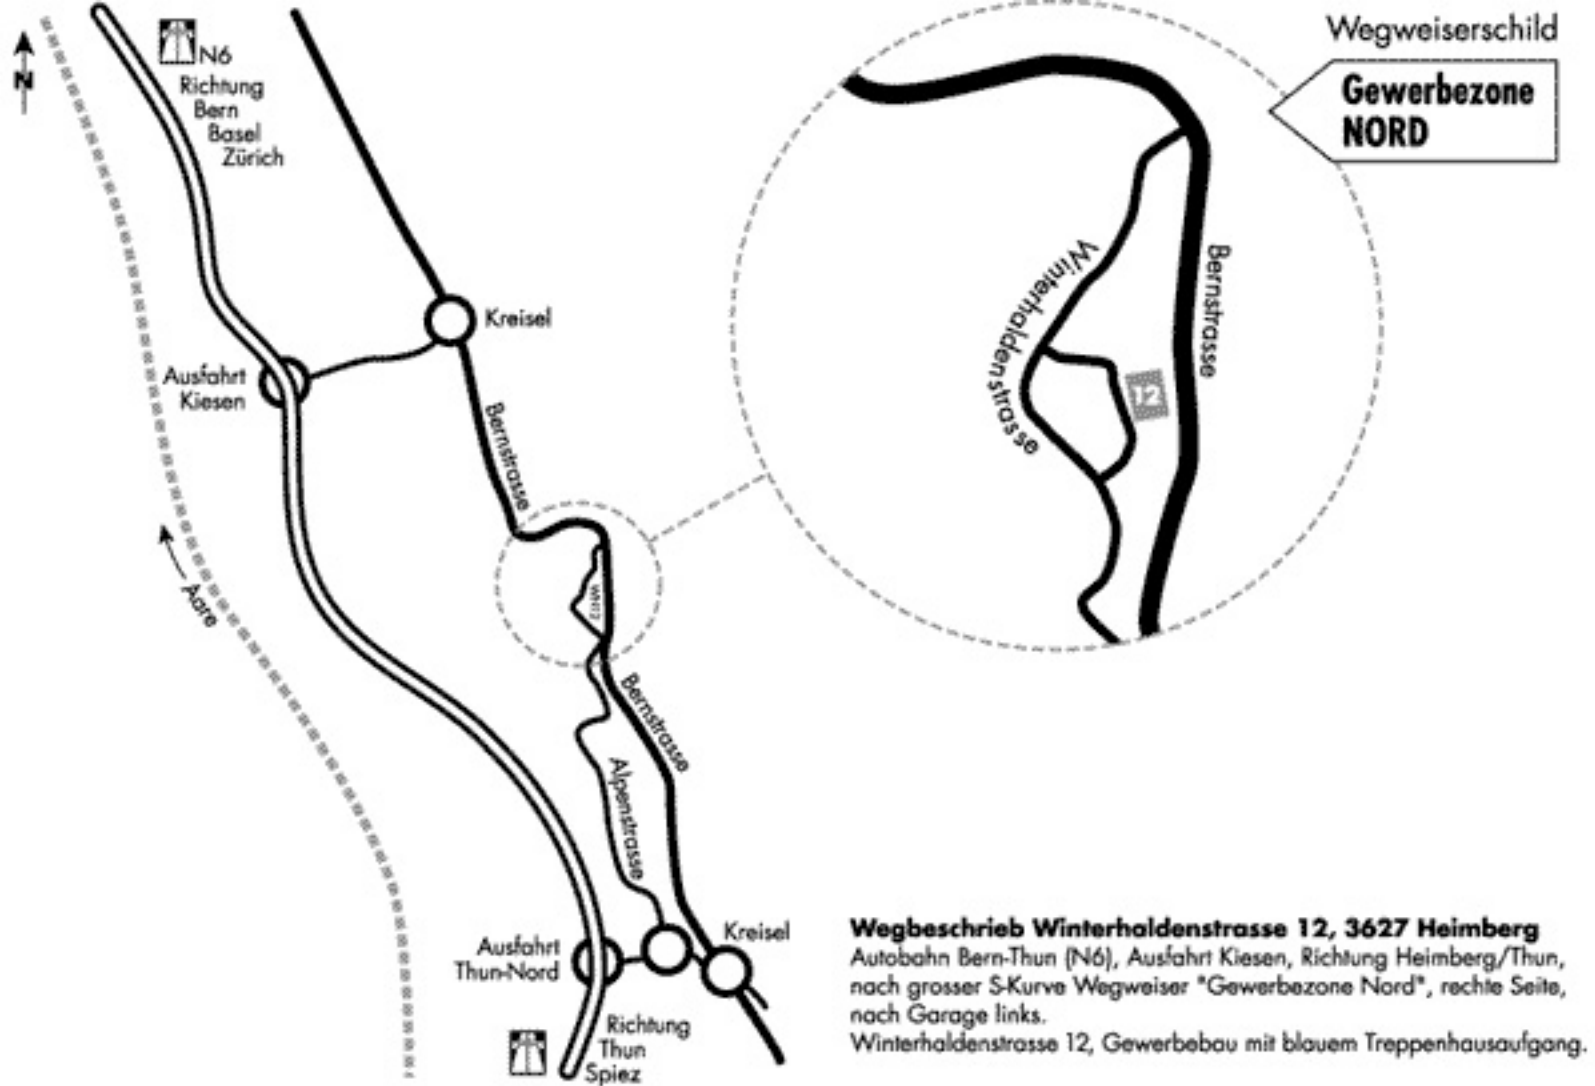 Wegweiserschild
Gewerbezone
NORD
N
N6
Richtung
Bern
Basel
Zürich
Kreisel
Ausfahrt
Kiesen
Bernstrasse
Aare
WH12
Bernstrasse
Alpenstrasse
Winterhaldenstrasse
Bernstrasse
12
Kreisel
Ausfahrt
Thun-Nord
Richtung
Thun
Spiez
Wegbeschrieb Winterhaldenstrasse 12, 3627 Heimberg
Autobahn Bern-Thun (N6), Ausfahrt Kiesen, Richtung Heimberg/Thun,
nach grosser S-Kurve Wegweiser "Gewerbezone Nord", rechte Seite,
nach Garage links.
Winterhaldenstrasse 12, Gewerbebau mit blauem Treppenhausaufgang.